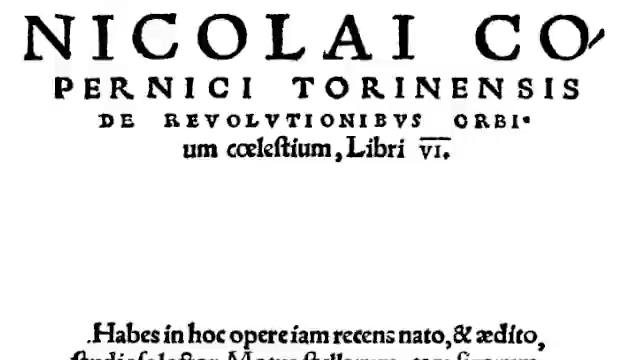 NICOLAI CO-
PERNICI TORINENSIS
DE REVOLVTIONIBVS ORBI-
um cœleſtium, Libri VI.
Habes in hoc opere iam recens nato, & ædito,